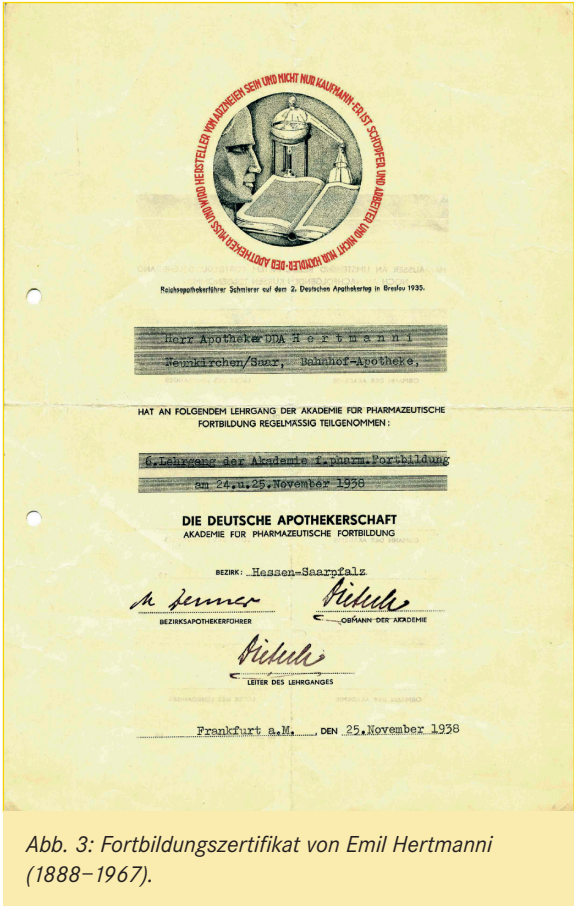 DER APOTHEKER MUSS UND WIRD HERSTELLER VON ARZNEIEN SEIN UND NICHT NUR KAUFMANN·ER IST SCHÖPFER UND ARBEITER UND NICHT NUR HÄNDLER·
Reichsapothekerführer Schmierer auf dem 2. Deutschen Apothekertag in Breslau 1935.
Herr Apotheker DDA H e r t m a n n i
Neunkirchen/Saar, Bahnhof-Apotheke,
HAT AN FOLGENDEM LEHRGANG DER AKADEMIE FÜR PHARMAZEUTISCHE
FORTBILDUNG REGELMÄSSIG TEILGENOMMEN:
6.Lehrgang der Akademie f.pharm.Fortbildung
am 24.u.25.November 1938
DIE DEUTSCHE APOTHEKERSCHAFT
AKADEMIE FÜR PHARMAZEUTISCHE FORTBILDUNG
BEZIRK: Hessen-Saarpfalz
BEZIRKSAPOTHEKERFÜHRER OBMANN DER AKADEMIE
LEITER DES LEHRGANGES
Frankfurt a.M. , DEN 25.November 1938
Abb. 3: Fortbildungszertifikat von Emil Hertmanni
(1888–1967).